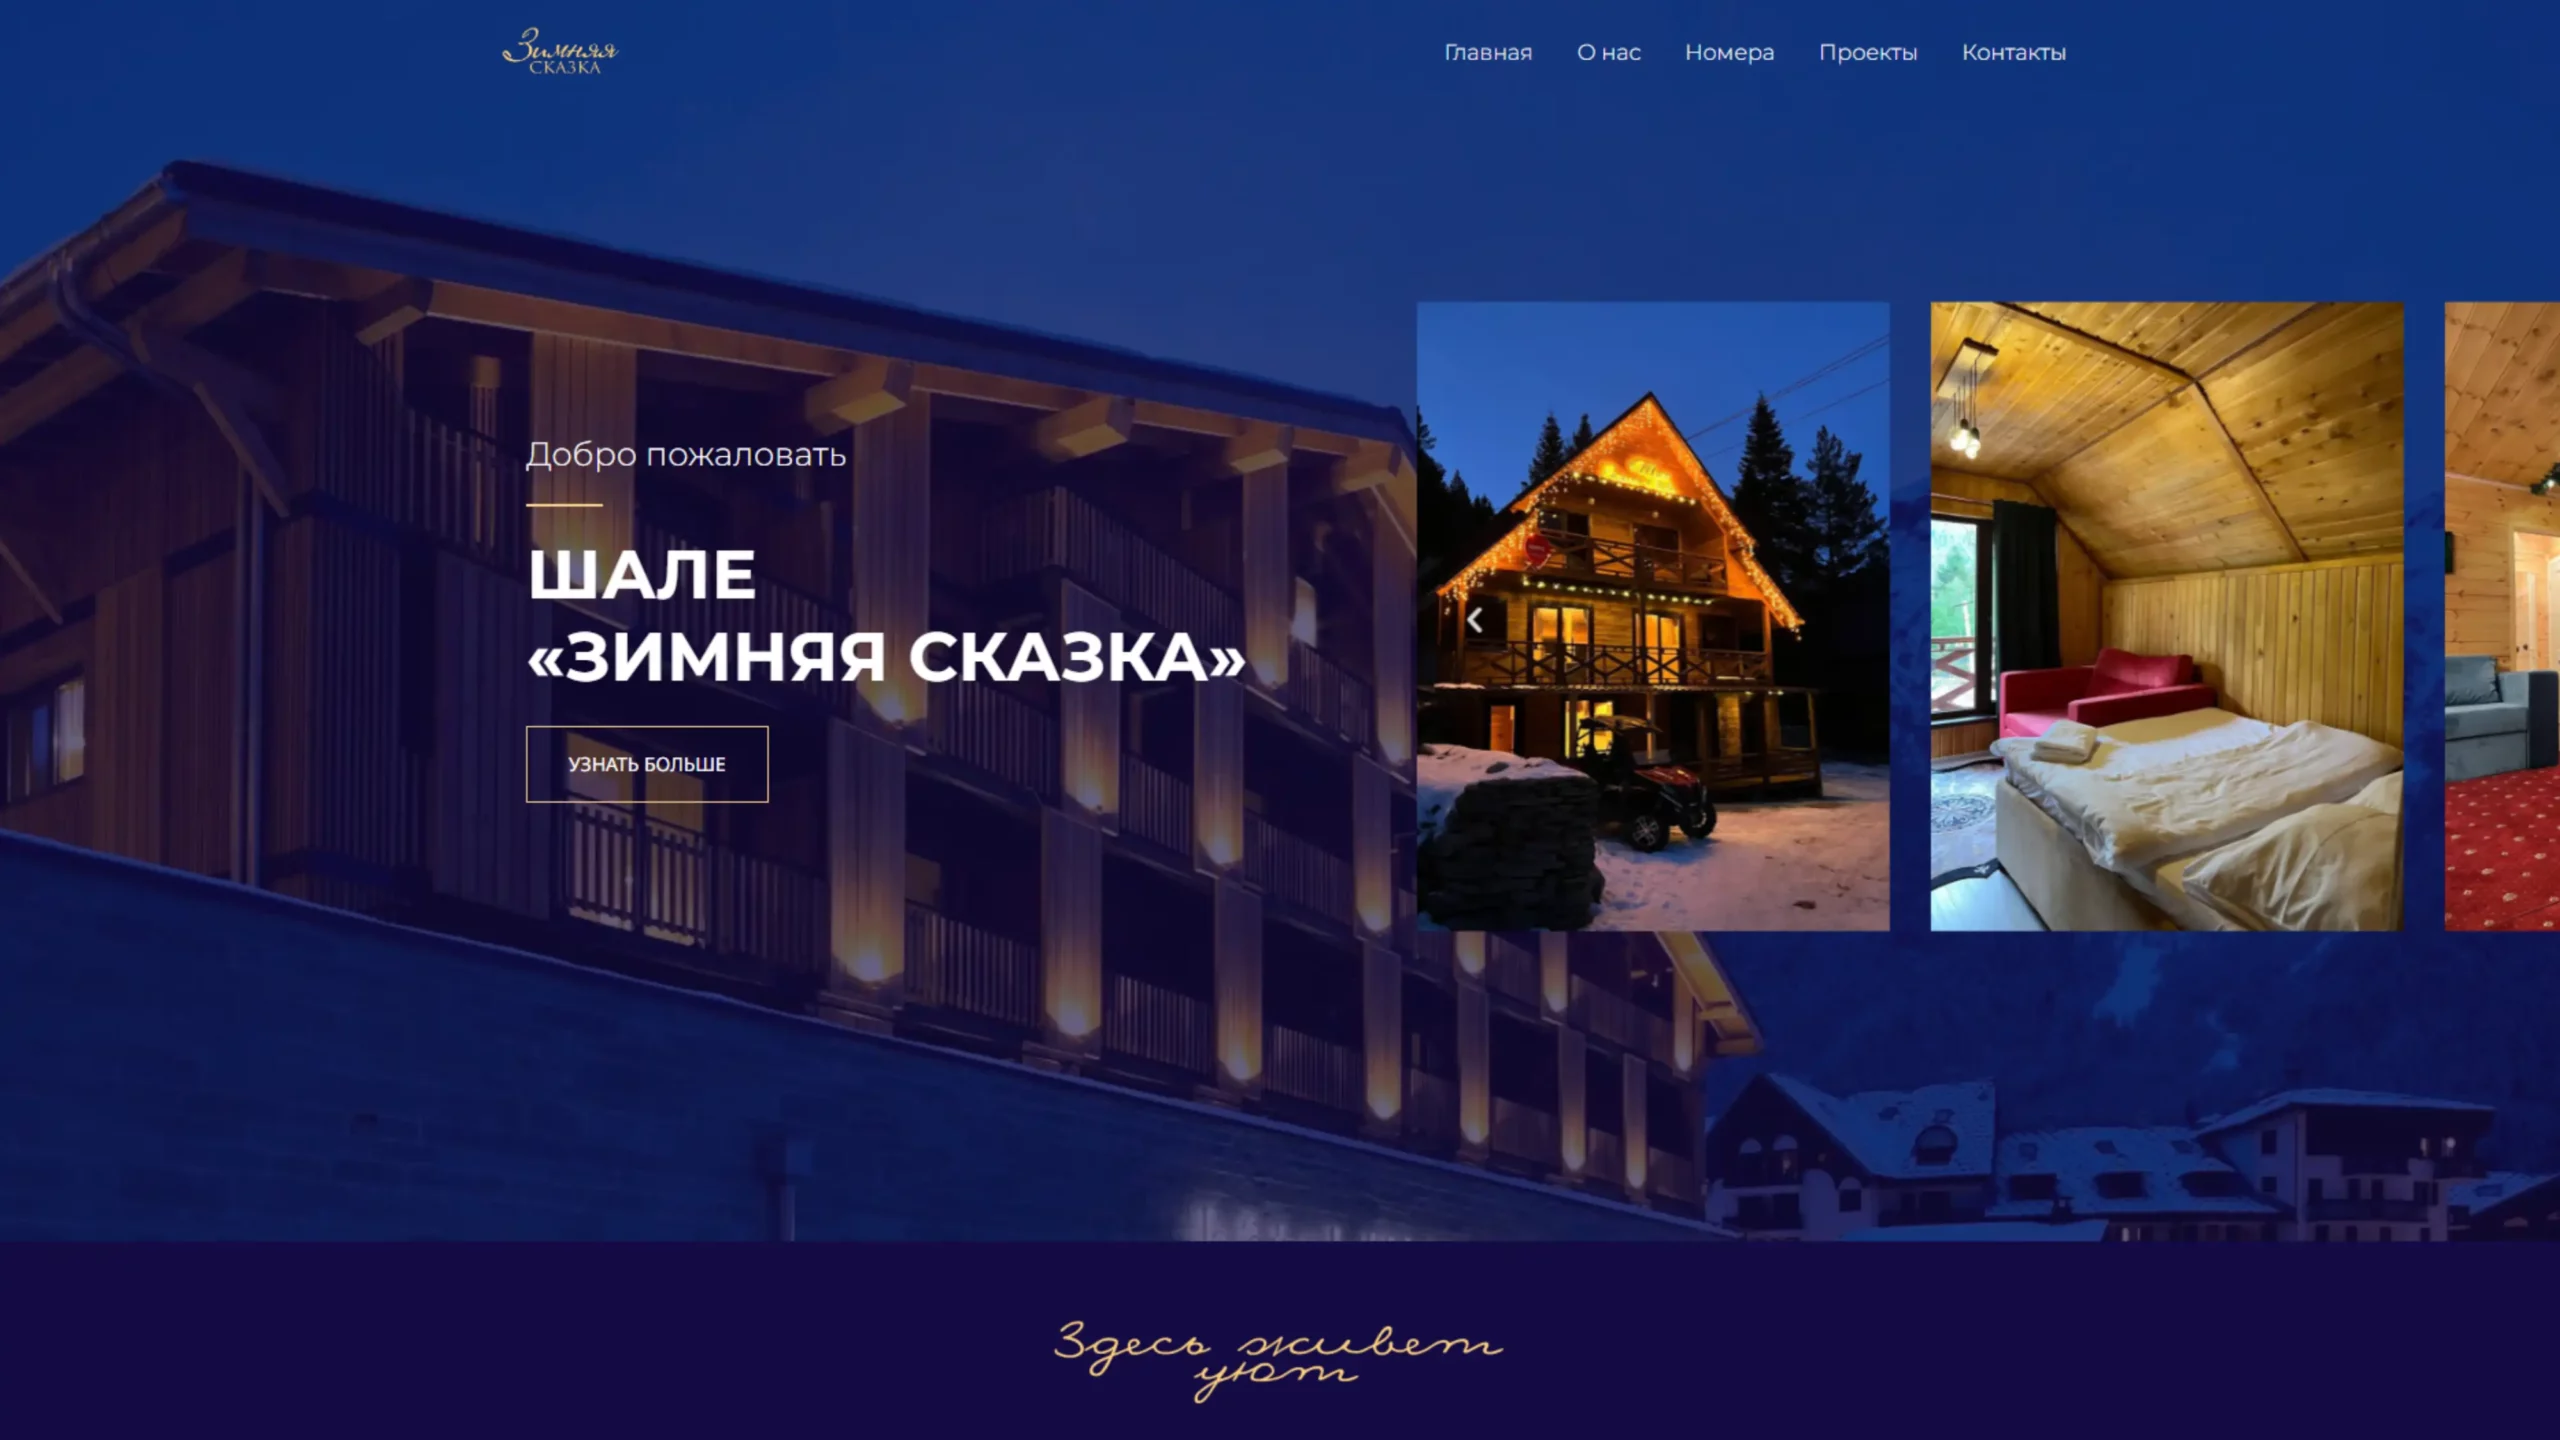 Зимняя
СКАЗКА
Главная О нас Номера Проекты Контакты
Добро пожаловать
ШАЛЕ
«ЗИМНЯЯ СКАЗКА»
УЗНАТЬ БОЛЬШЕ
Здесь живет
уют